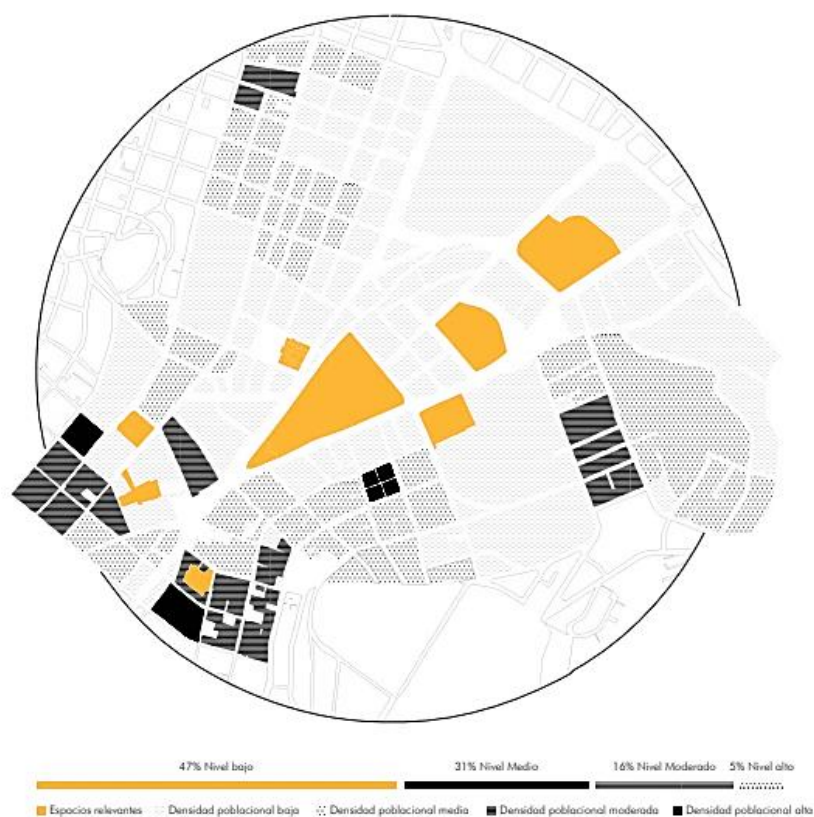 47% Nivel bajo 31% Nivel Medio 16% Nivel Moderado 5% Nivel alto
Espacios relevantes Densidad poblacional baja Densidad poblacional media Densidad poblacional moderada Densidad poblacional alta